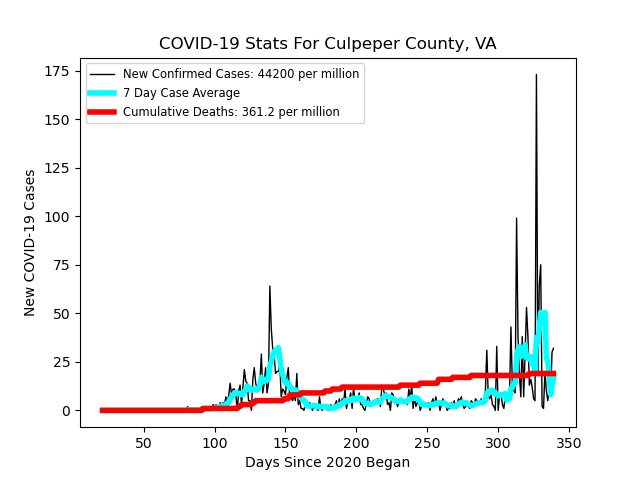 COVID-19 Stats For Culpeper County, VA
New Confirmed Cases: 44200 per million
7 Day Case Average
Cumulative Deaths: 361.2 per million
New COVID-19 Cases
175
150
125
100
75
50
25
0
50 100 150 200 250 300 350
Days Since 2020 Began